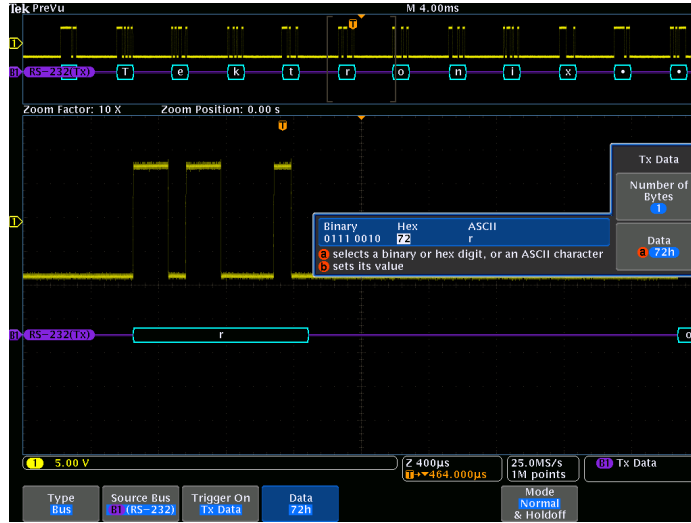 Tek PreVu M 4.00ms
T
1
B1 RS-232(Tx) T e k t r o n i x • •
Zoom Factor: 10 X Zoom Position: 0.00 s
T
Tx Data
Number of
Bytes
1
1
Binary Hex ASCII
0111 0010 72 r
Data
a 72h
a selects a binary or hex digit, or an ASCII character
b sets its value
B1 RS-232(Tx) r o
1 5.00 V
Z 400µs
T→▾464.000µs
25.0MS/s
1M points
B1 Tx Data
Type
Bus
Source Bus
B1 (RS-232)
Trigger On
Tx Data
Data
72h
Mode
Normal
& Holdoff